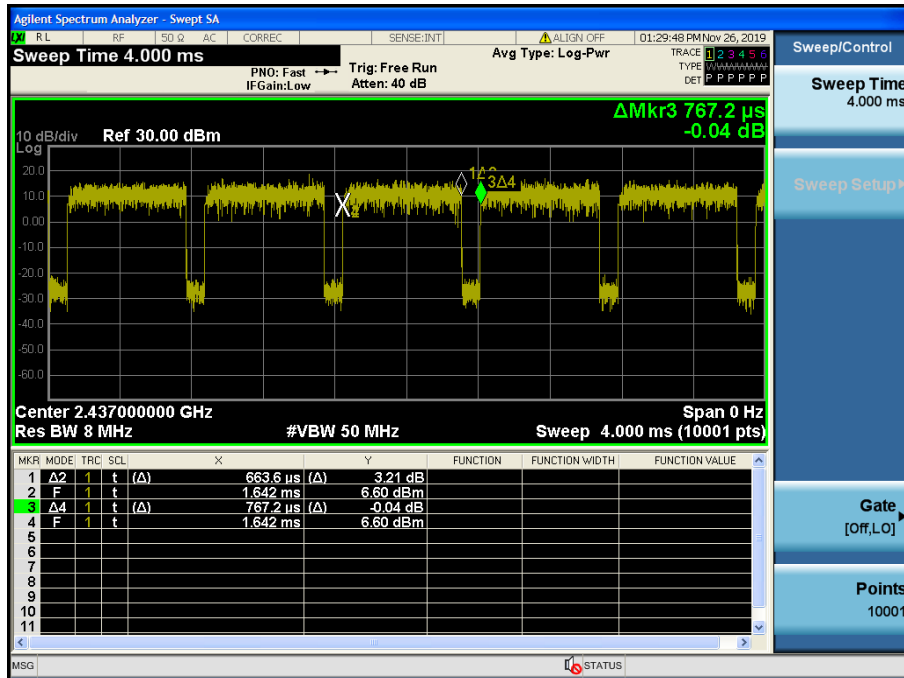 Agilent Spectrum Analyzer - Swept SA
LXI RL RF 50 Ω AC CORREC SENSE:INT ALIGN OFF 01:29:48 PM Nov 26, 2019
Sweep Time 4.000 ms
PNO: Fast
IFGain:Low
Trig: Free Run
Atten: 40 dB
Avg Type: Log-Pwr
TRACE 1 2 3 4 5 6
TYPE
DET P P P P P P
ΔMkr3 767.2 µs
-0.04 dB
10 dB/div Ref 30.00 dBm
Log
20.0
10.0
0.00
-10.0
-20.0
-30.0
-40.0
-50.0
-60.0
3Δ4
Center 2.437000000 GHz Span 0 Hz
Res BW 8 MHz #VBW 50 MHz Sweep 4.000 ms (10001 pts)
MKR MODE TRC SCL X Y FUNCTION FUNCTION WIDTH FUNCTION VALUE
1 Δ2 1 t (Δ) 663.6 µs (Δ) 3.21 dB
2 F 1 t 1.642 ms 6.60 dBm
3 Δ4 1 t (Δ) 767.2 µs (Δ) -0.04 dB
4 F 1 t 1.642 ms 6.60 dBm
5
6
7
8
9
10
11
MSG STATUS
Sweep/Control
Sweep Time
4.000 ms
Sweep Setup
Gate
[Off,LO]
Points
10001